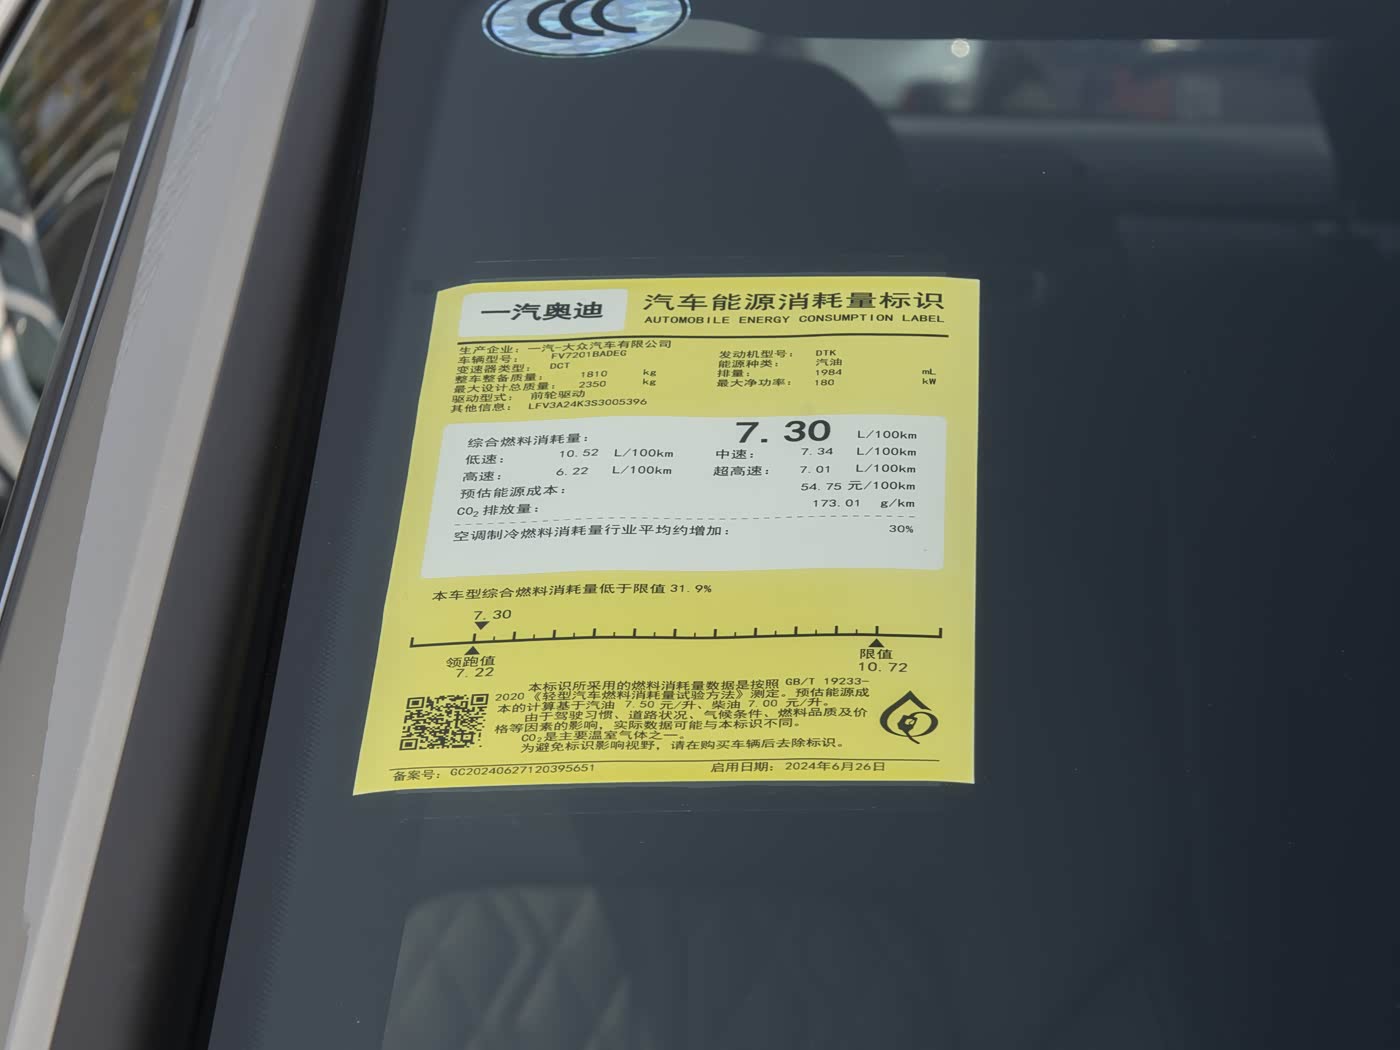 CCC
一汽奥迪
汽车能源消耗量标识
AUTOMOBILE ENERGY CONSUMPTION LABEL
生产企业: 一汽-大众汽车有限公司
车辆型号: FV7201BADEG 发动机型号: DTK
变速器类型: DCT 能源种类: 汽油
整车整备质量: 1810 kg 排量: 1984 mL
最大设计总质量: 2350 kg 最大净功率: 180 kW
驱动型式: 前轮驱动
其他信息: LFV3A24K3S3005396
综合燃料消耗量: 7.30 L/100km
低速: 10.52 L/100km 中速: 7.34 L/100km
高速: 6.22 L/100km 超高速: 7.01 L/100km
预估能源成本: 54.75 元/100km
CO₂排放量: 173.01 g/km
空调制冷燃料消耗量行业平均约增加: 30%
本车型综合燃料消耗量低于限值 31.9%
7.30
领跑值 限值
7.22 10.72
本标识所采用的燃料消耗量数据是按照 GB/T 19233-
2020 《轻型汽车燃料消耗量试验方法》测定。预估能源成
本的计算基于汽油 7.50 元/升、柴油 7.00 元/升。
由于驾驶习惯、道路状况、气候条件、燃料品质及价
格等因素的影响, 实际数据可能与本标识不同。
CO₂是主要温室气体之一。
为避免标识影响视野, 请在购买车辆后去除标识。
备案号: GC20240627120395651 启用日期: 2024年6月26日